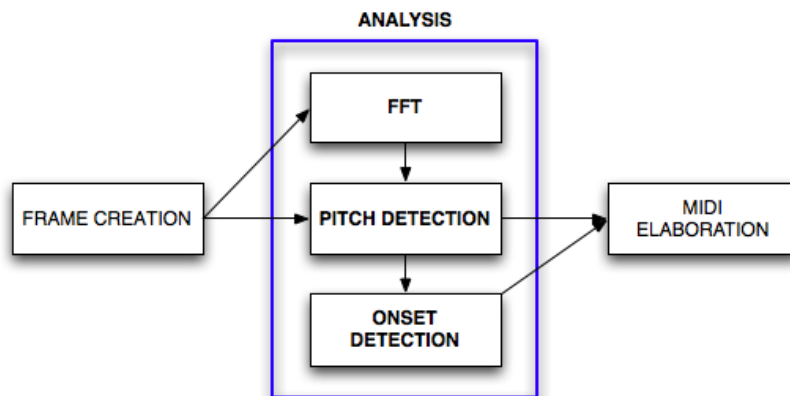 ANALYSIS
FFT
FRAME CREATION
PITCH DETECTION
MIDI
ELABORATION
ONSET
DETECTION